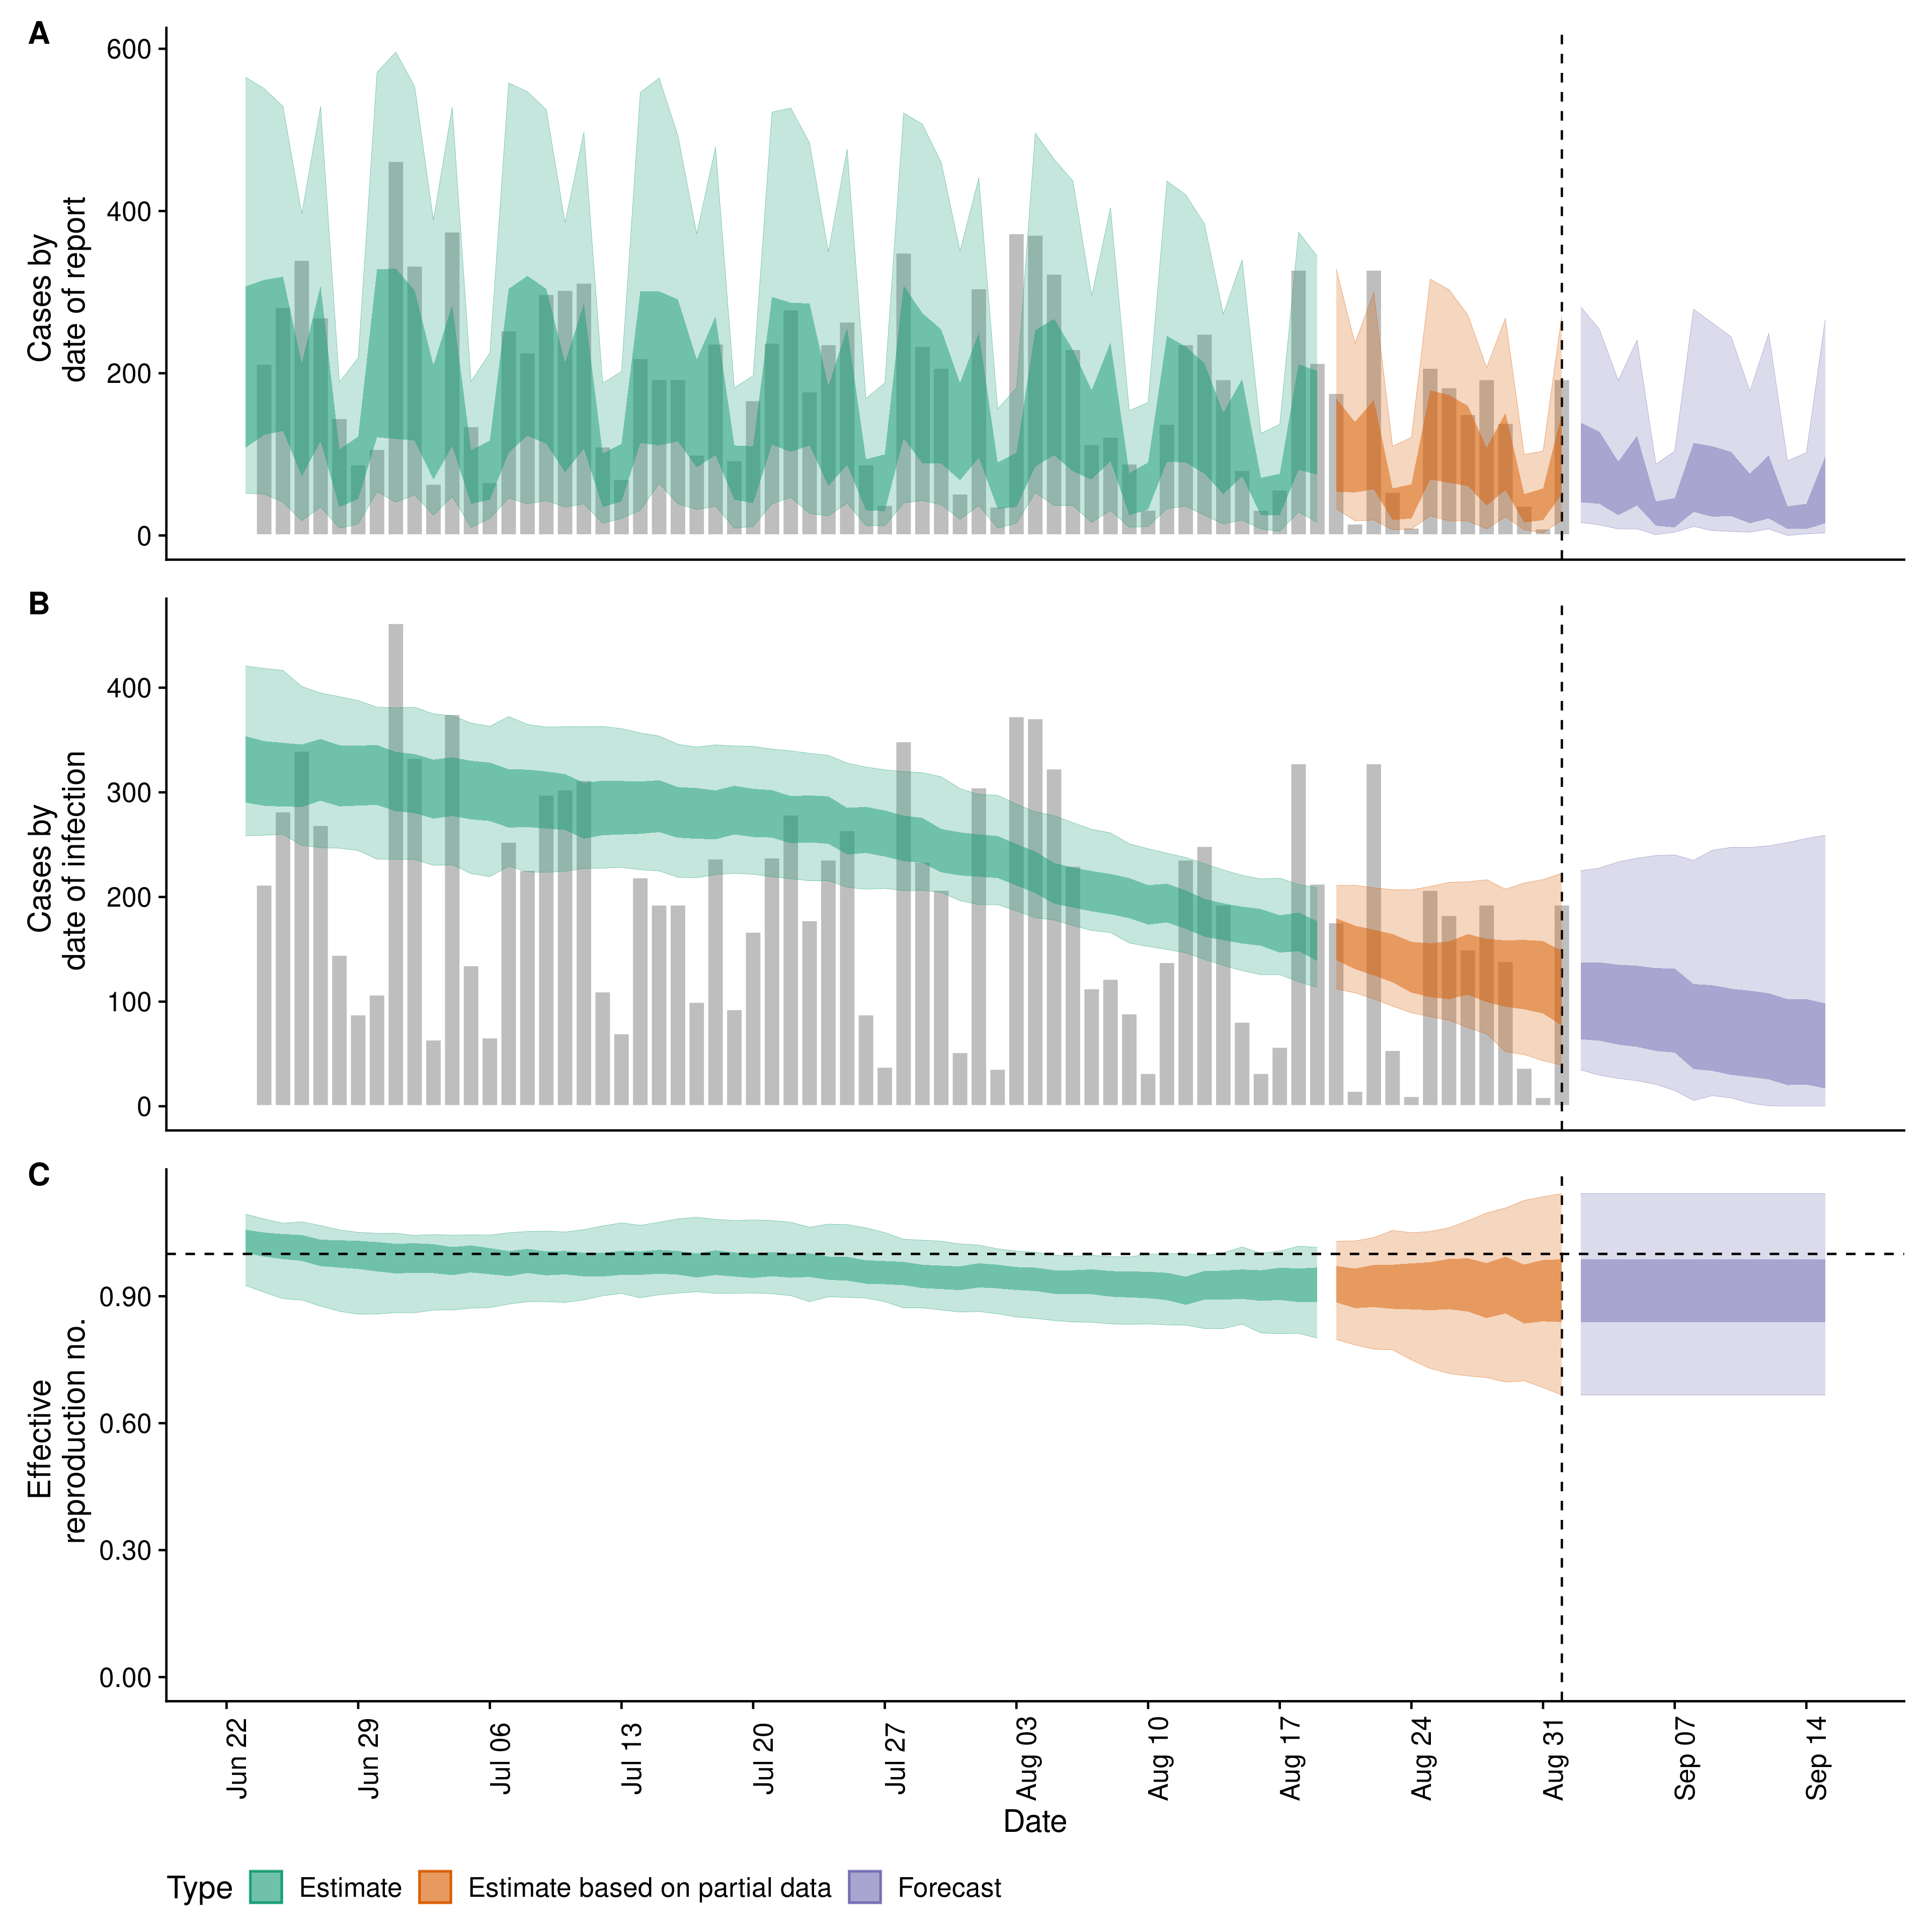 A
Cases by
date of report
600
400
200
0
B
Cases by
date of infection
400
300
200
100
0
C
Effective
reproduction no.
0.90
0.60
0.30
0.00
Jun 22
Jun 29
Jul 06
Jul 13
Jul 20
Jul 27
Aug 03
Aug 10
Aug 17
Aug 24
Aug 31
Sep 07
Sep 14
Date
Type Estimate Estimate based on partial data Forecast